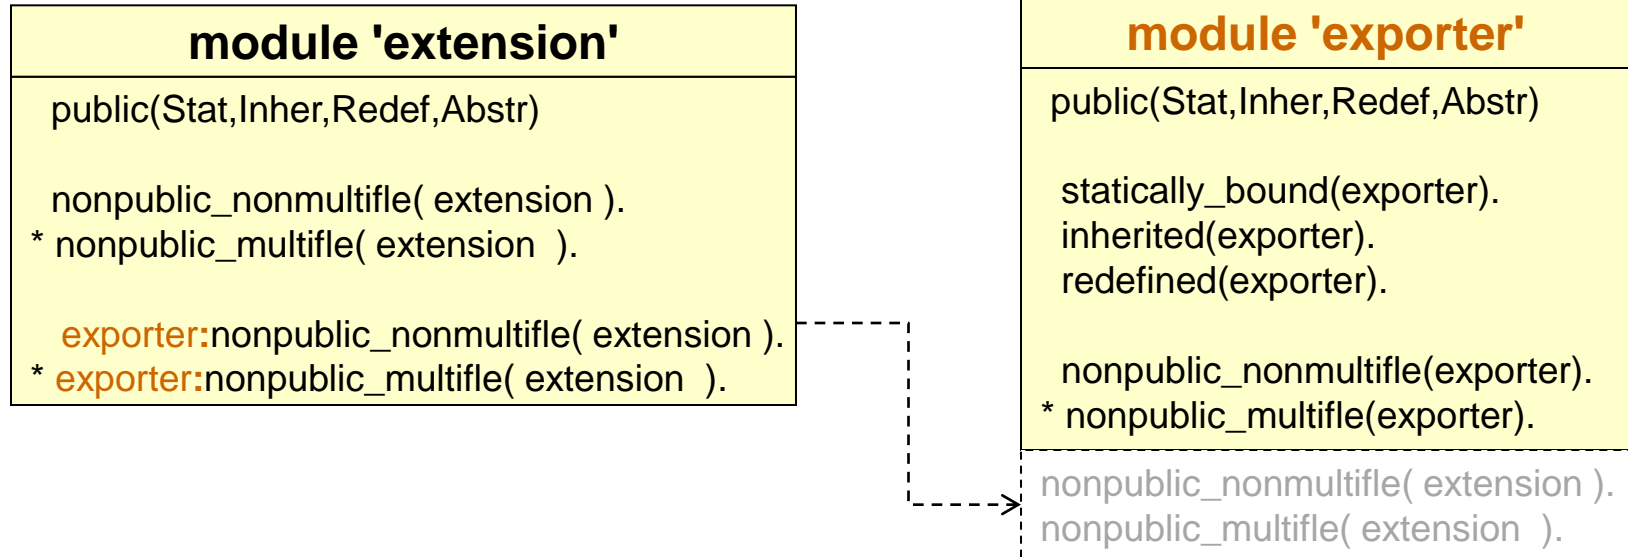 module 'extension'
public(Stat,Inher,Redef,Abstr)
nonpublic_nonmultifle( extension ).
* nonpublic_multifle( extension  ).
exporter:nonpublic_nonmultifle( extension ).
* exporter:nonpublic_multifle( extension  ).
module 'exporter'
public(Stat,Inher,Redef,Abstr)
statically_bound(exporter).
inherited(exporter).
redefined(exporter).
nonpublic_nonmultifle(exporter).
* nonpublic_multifle(exporter).
nonpublic_nonmultifle( extension ).
nonpublic_multifle( extension  ).